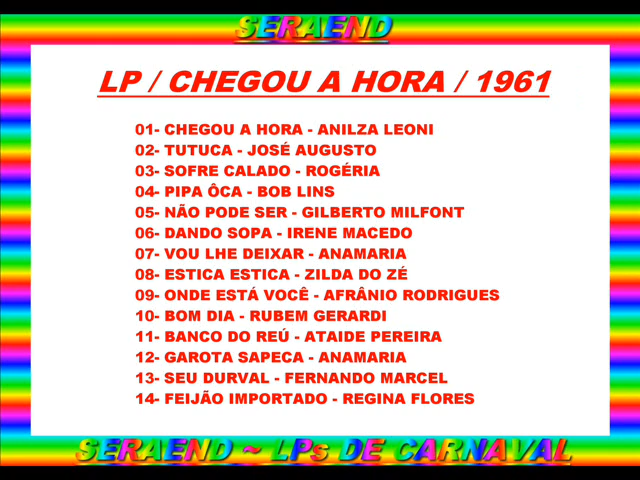 SERAEND
LP / CHEGOU A HORA / 1961
01- CHEGOU A HORA - ANILZA LEONI
02- TUTUCA - JOSÉ AUGUSTO
03- SOFRE CALADO - ROGÉRIA
04- PIPA ÔCA - BOB LINS
05- NÃO PODE SER - GILBERTO MILFONT
06- DANDO SOPA - IRENE MACEDO
07- VOU LHE DEIXAR - ANAMARIA
08- ESTICA ESTICA - ZILDA DO ZÉ
09- ONDE ESTÁ VOCÊ - AFRÂNIO RODRIGUES
10- BOM DIA - RUBEM GERARDI
11- BANCO DO REÚ - ATAIDE PEREIRA
12- GAROTA SAPECA - ANAMARIA
13- SEU DURVAL - FERNANDO MARCEL
14- FEIJÃO IMPORTADO - REGINA FLORES
SERAEND ~ LPs DE CARNAVAL